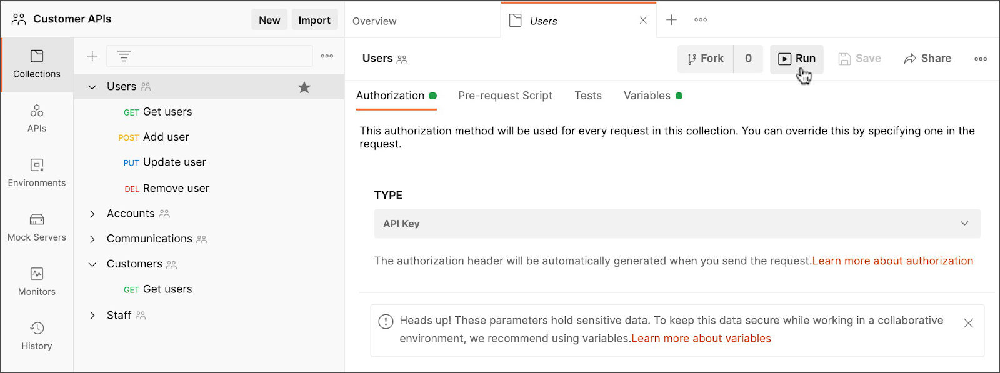 Customer APIs
New
Import
Overview
Users
Collections
APIs
Environments
Mock Servers
Monitors
History
Users
GET Get users
POST Add user
PUT Update user
DEL Remove user
Accounts
Communications
Customers
GET Get users
Staff
Users
Fork 0
Run
Save
Share
Authorization
Pre-request Script
Tests
Variables
This authorization method will be used for every request in this collection. You can override this by specifying one in the
request.
TYPE
API Key
The authorization header will be automatically generated when you send the request.Learn more about authorization
Heads up! These parameters hold sensitive data. To keep this data secure while working in a collaborative
environment, we recommend using variables.Learn more about variables